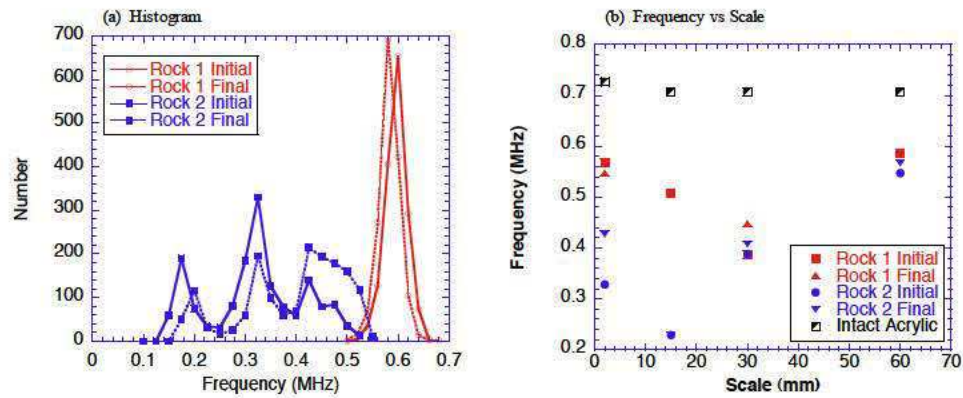 (a) Histogram
700
600
500
400
300
200
100
0
Number
Rock 1 Initial
Rock 1 Final
Rock 2 Initial
Rock 2 Final
0 0.1 0.2 0.3 0.4 0.5 0.6 0.7
Frequency (MHz)
(b) Frequency vs Scale
0.8
0.7
0.6
0.5
0.4
0.3
0.2
Frequency (MHz)
Rock 1 Initial
Rock 1 Final
Rock 2 Initial
Rock 2 Final
Intact Acrylic
0 10 20 30 40 50 60 70
Scale (mm)